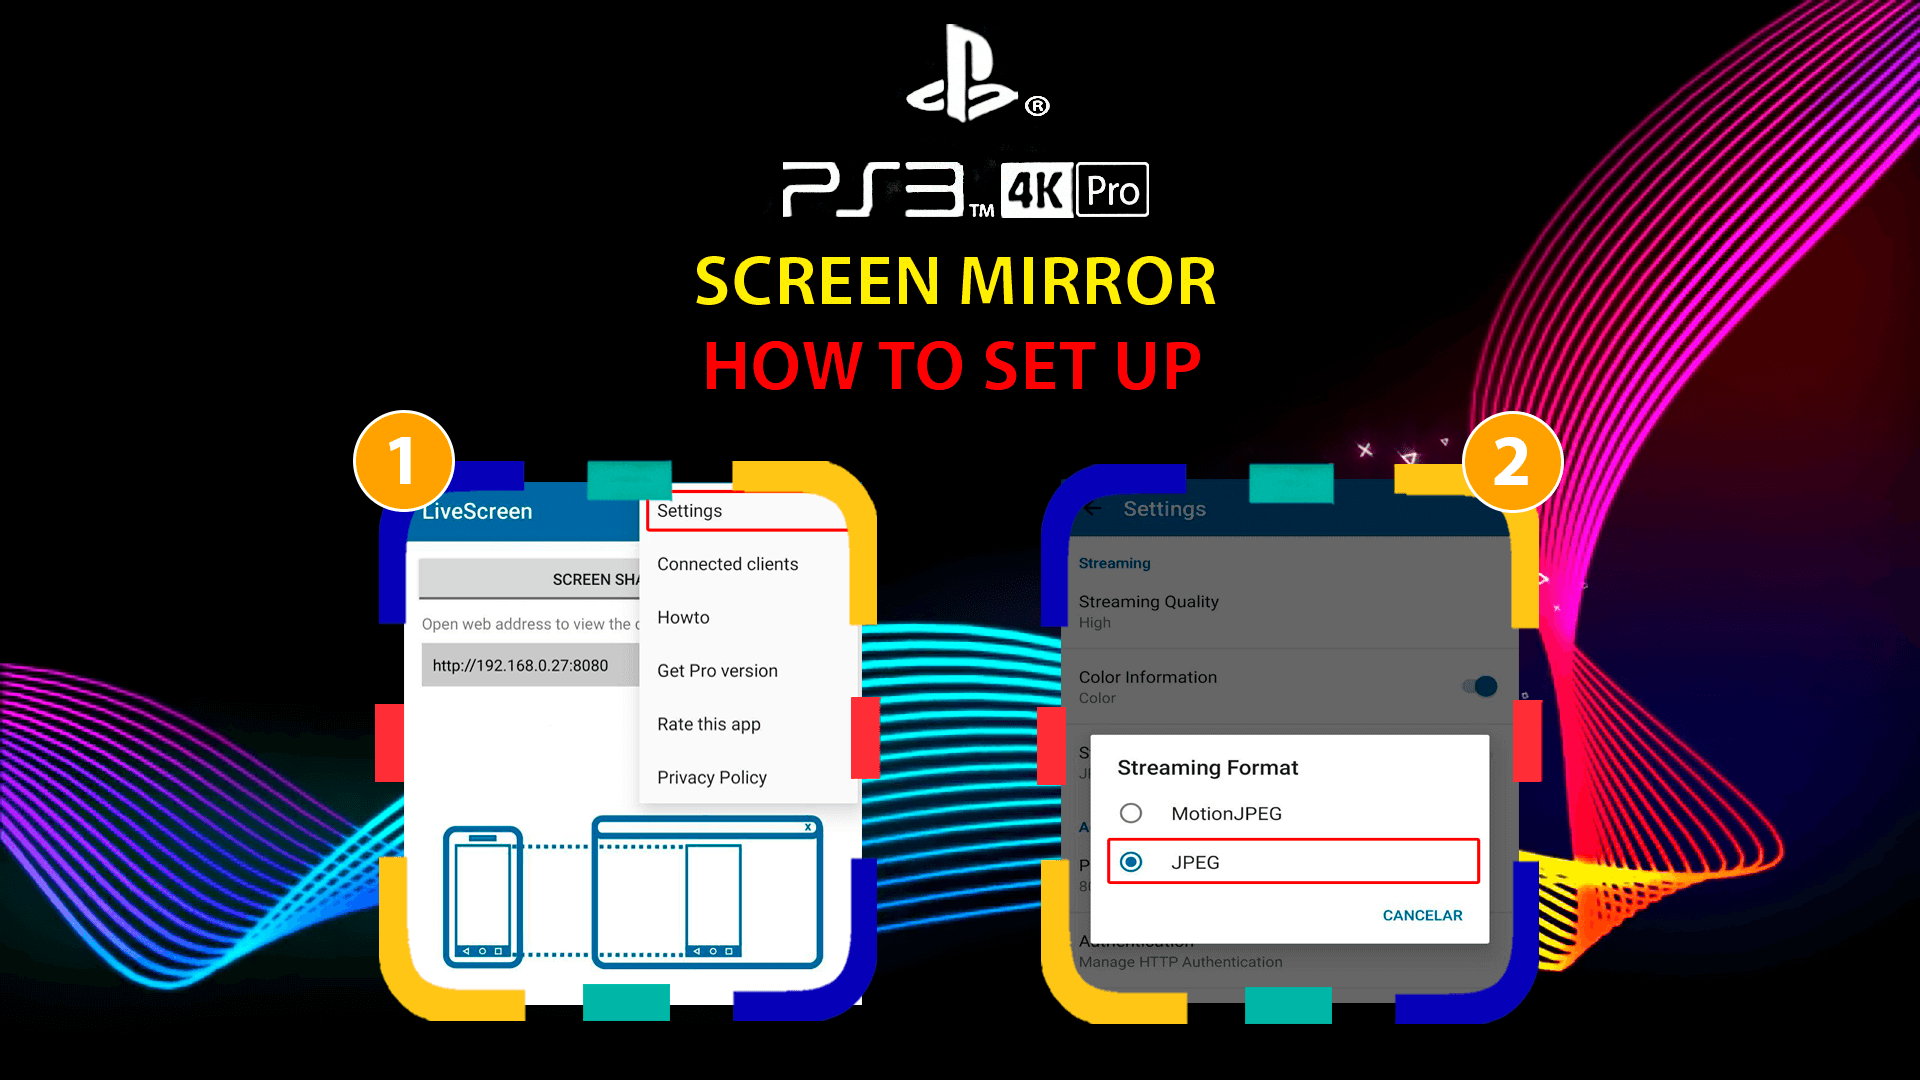 ®
PS3™ 4K Pro
SCREEN MIRROR
HOW TO SET UP
1
LiveScreen
Settings
SCREEN SHA
Connected clients
Open web address to view the
Howto
http://192.168.0.27:8080
Get Pro version
Rate this app
Privacy Policy
x
2
Settings
Streaming
Streaming Quality
High
Color Information
Color
Streaming Format
MotionJPEG
JPEG
CANCELAR
Authentication
Manage HTTP Authentication